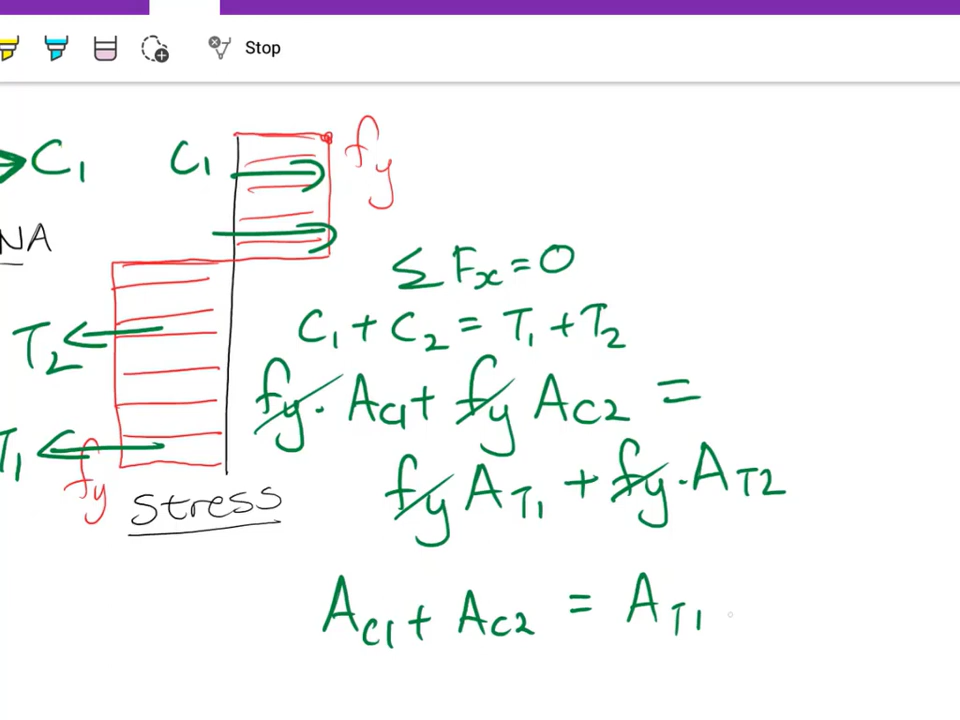 Stop
C1
C1
fy
NA
ΣFx = 0
C1 + C2 = T1 + T2
T2
fy · AC1 + fy AC2 =
T1
fy
fy AT1 + fy · AT2
Stress
AC1 + AC2 = AT1